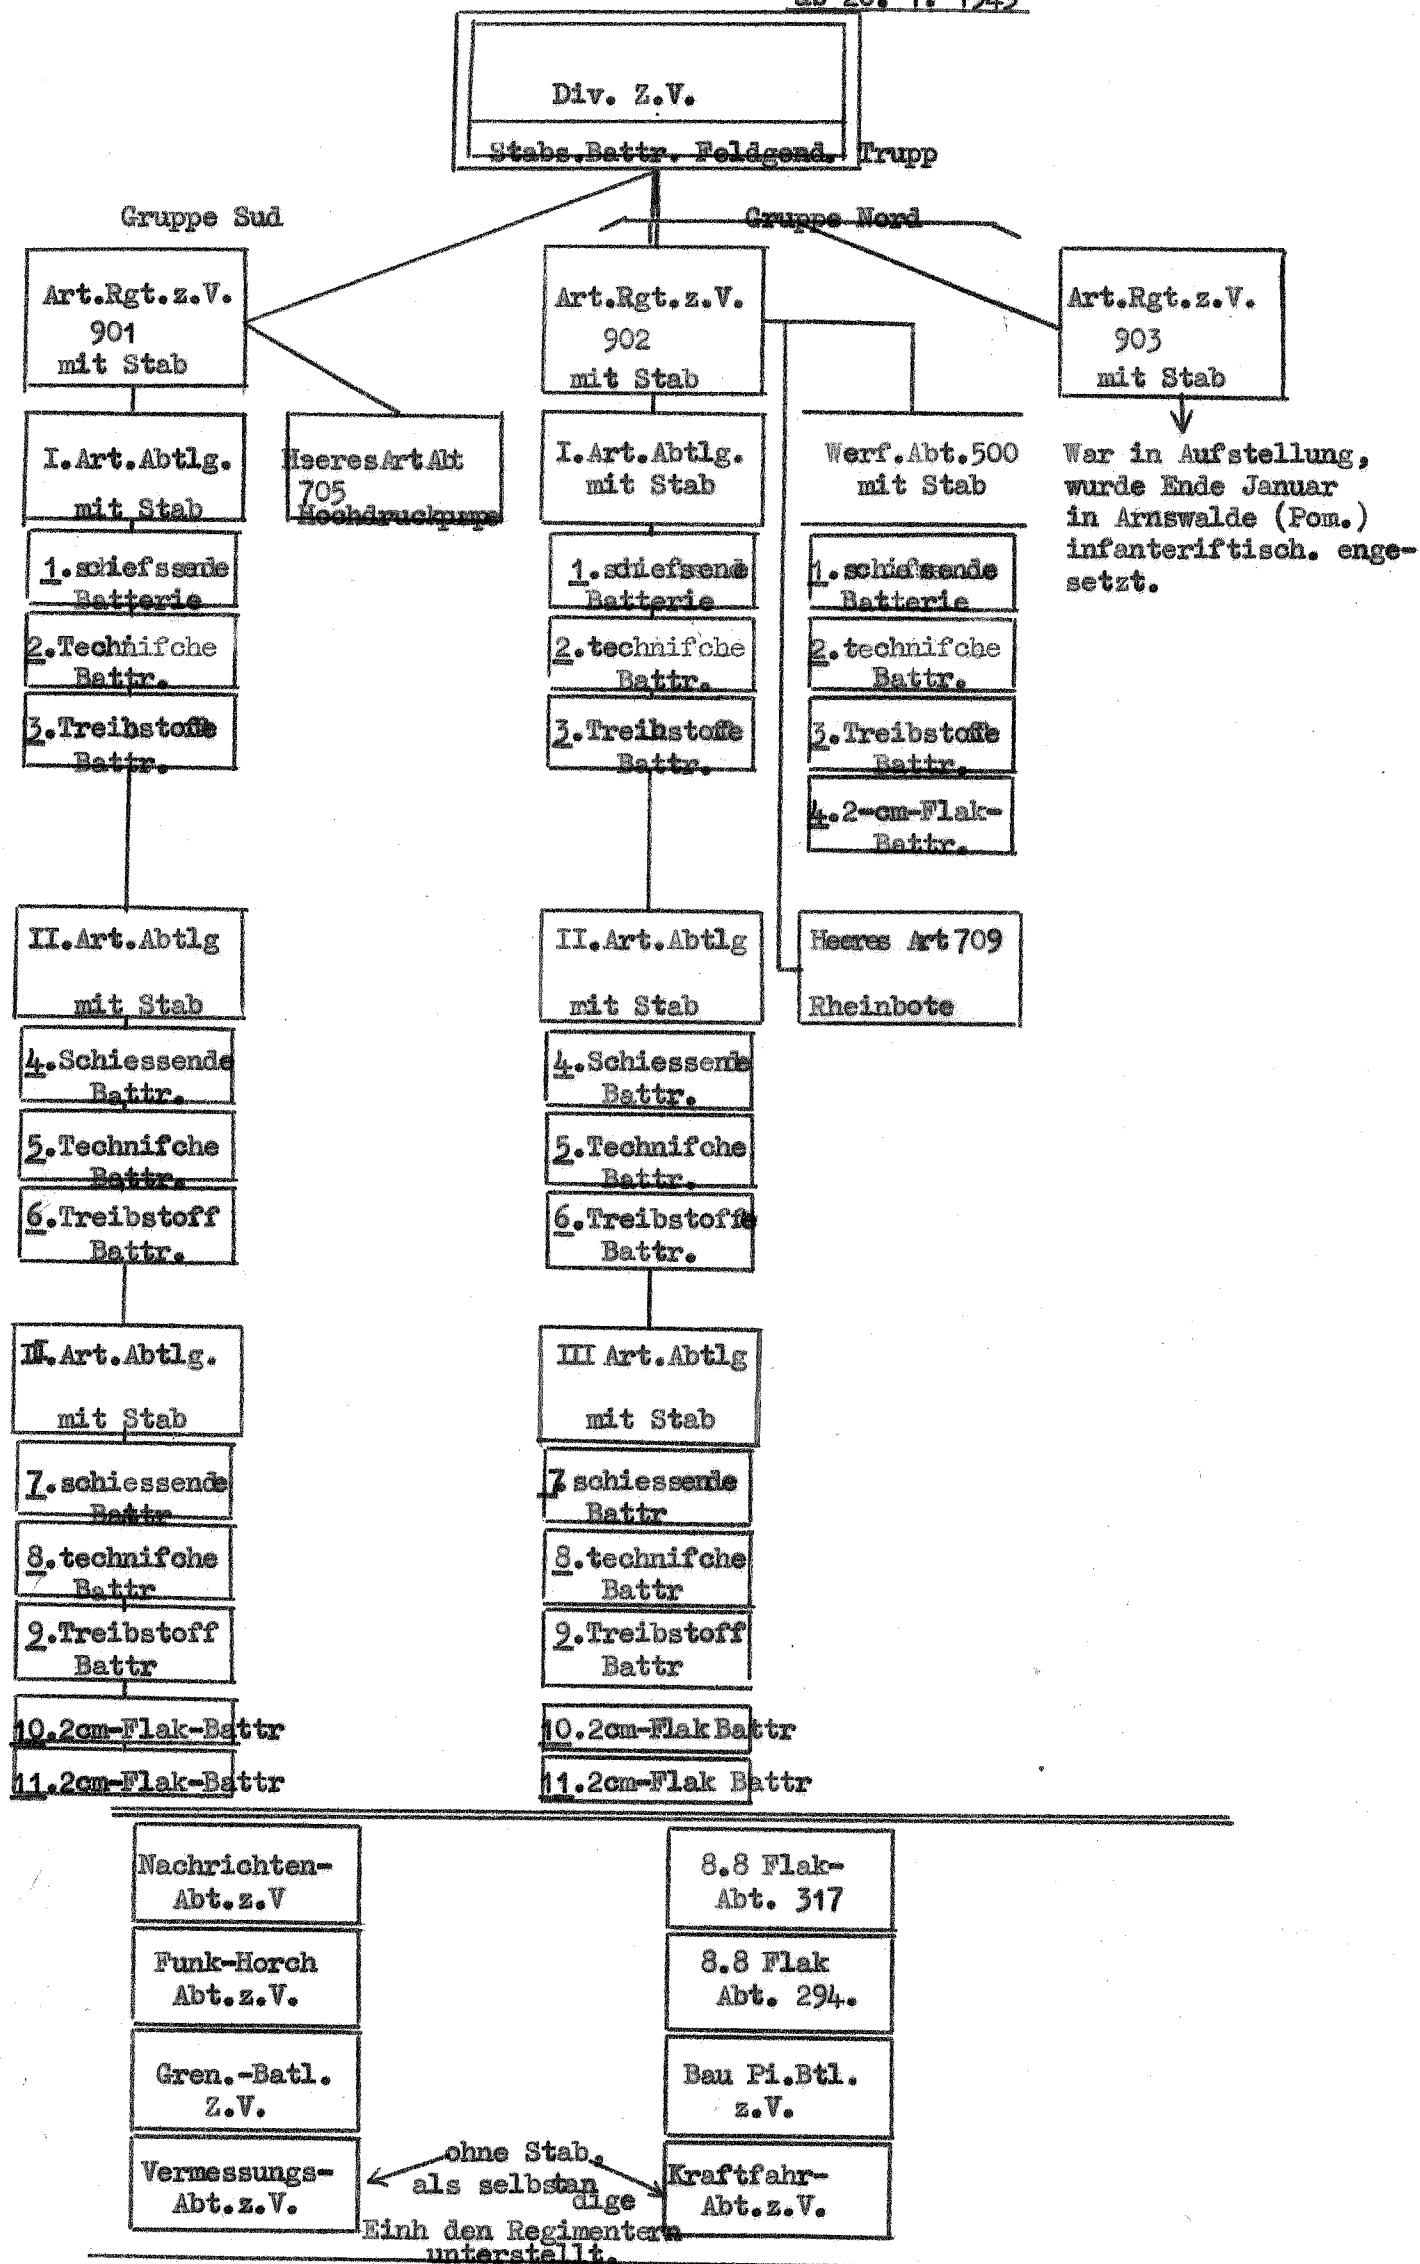 Div. Z.V.
Stabs.Battr. Feldgend. Trupp
Gruppe Sud
Gruppe Nord
Art.Rgt.z.V.
901
mit Stab
I.Art.Abtlg.
mit Stab
HeeresArtAbt
705
Hochdruckpumpe
1.schiefssende
Batterie
2.Technifche
Battr.
3.Treibstoffe
Battr.
II.Art.Abtlg
mit Stab
4.Schiessende
Battr.
5.Technifche
Battr.
6.Treibstoff
Battr.
III.Art.Abtlg.
mit Stab
7.schiessende
Battr
8.technifche
Battr
9.Treibstoff
Battr
10.2cm-Flak-Battr
11.2cm-Flak-Battr
Art.Rgt.z.V.
902
mit Stab
I.Art.Abtlg.
mit Stab
1.schiefsende
Batterie
2.technifche
Battr.
3.Treibstoffe
Battr.
II.Art.Abtlg
mit Stab
4.Schiessende
Battr.
5.Technifche
Battr.
6.Treibstoffe
Battr.
III Art.Abtlg
mit Stab
7 schiessende
Battr
8.technifche
Battr
9.Treibstoff
Battr
10.2cm-Flak Battr
11.2cm-Flak Battr
Werf.Abt.500
mit Stab
1.schiefsende
Batterie
2.technifche
Battr.
3.Treibstoffe
Battr.
4.2-cm-Flak-
Battr.
Heeres Art 709
Rheinbote
Art.Rgt.z.V.
903
mit Stab
War in Aufstellung,
wurde Ende Januar
in Arnswalde (Pom.)
infanteriftisch. enge-
setzt.
Nachrichten-
Abt.z.V
Funk-Horch
Abt.z.V.
Gren.-Batl.
Z.V.
Vermessungs-
Abt.z.V.
8.8 Flak-
Abt. 317
8.8 Flak
Abt. 294.
Bau Pi.Btl.
z.V.
Kraftfahr-
Abt.z.V.
ohne Stab.
als selbstan
dige
Einh den Regimentern
unterstellt.